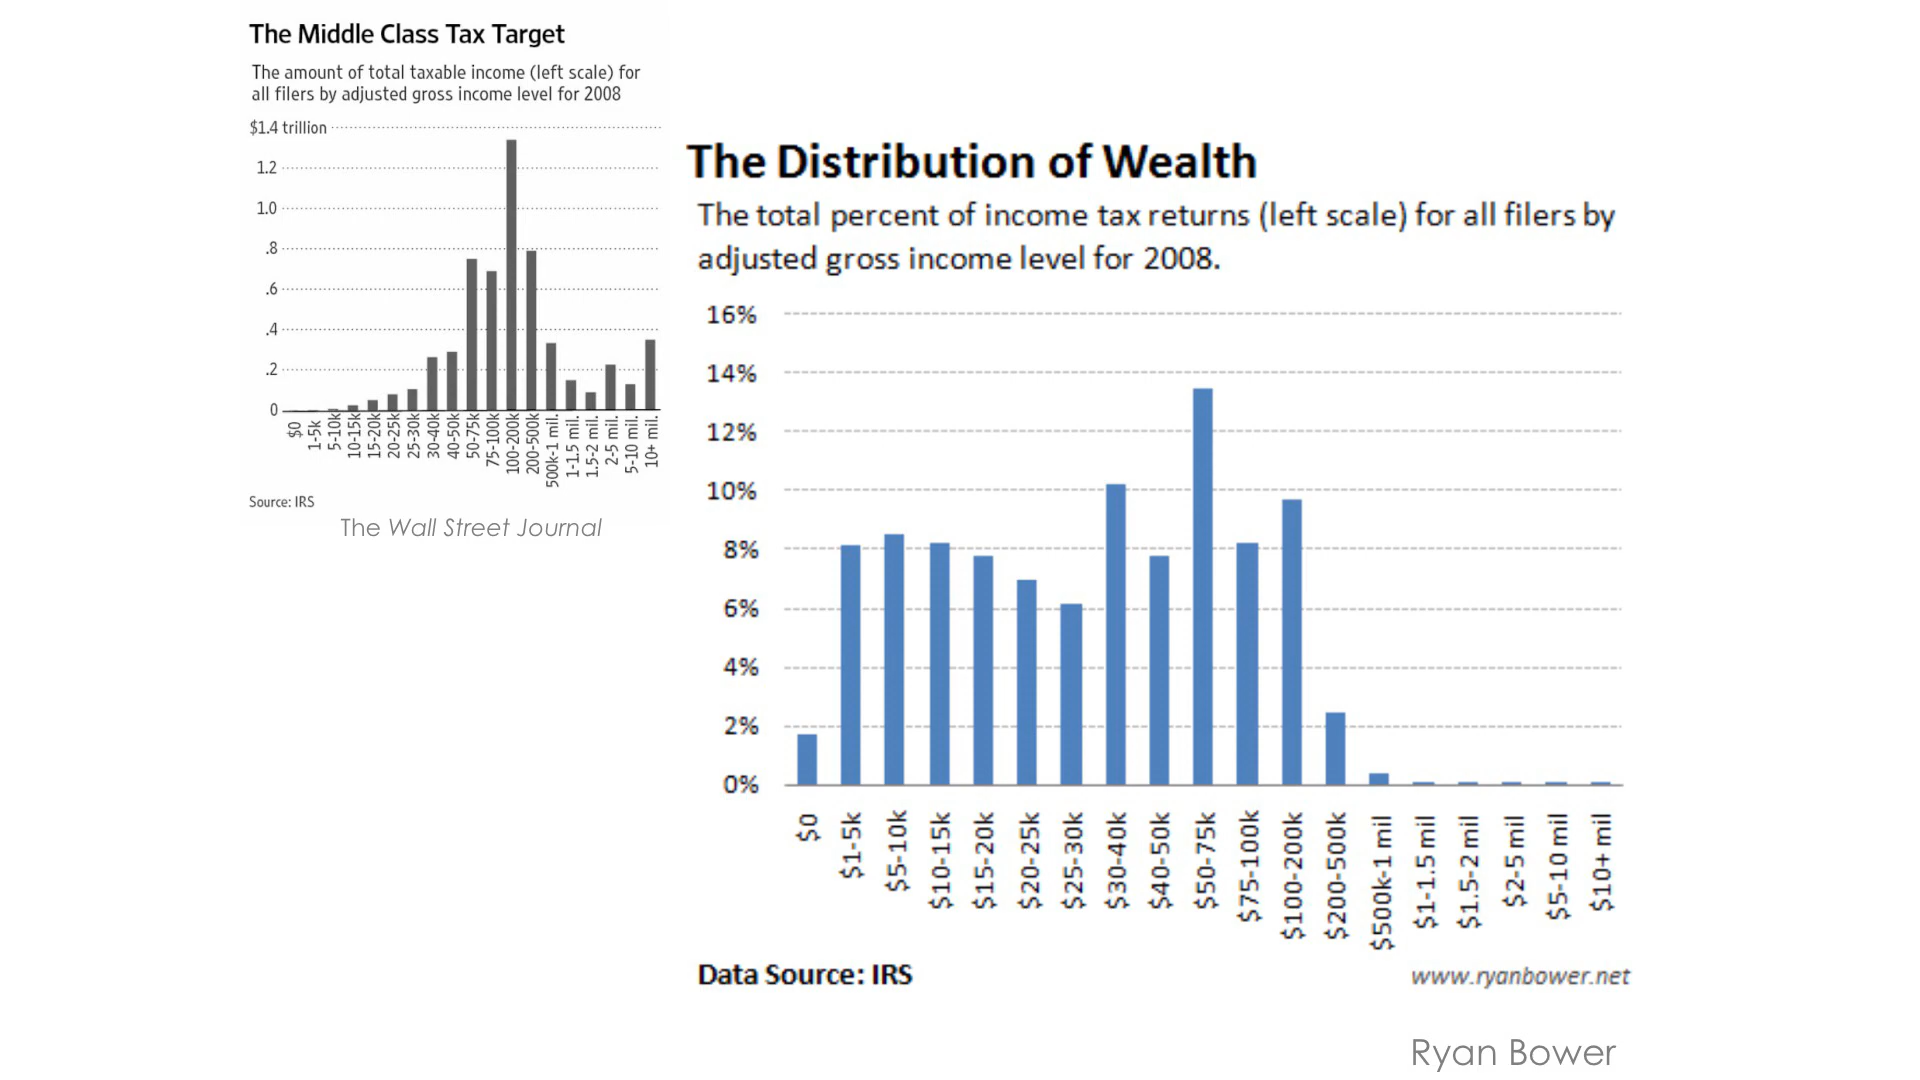 The Middle Class Tax Target
The amount of total taxable income (left scale) for
all filers by adjusted gross income level for 2008
$1.4 trillion
1.2
1.0
.8
.6
.4
.2
0
$0
1-5k
5-10k
10-15k
15-20k
20-25k
25-30k
30-40k
40-50k
50-75k
75-100k
100-200k
200-500k
500k-1 mil.
1-1.5 mil.
1.5-2 mil.
2-5 mil.
5-10 mil.
10+ mil.
Source: IRS
The Wall Street Journal
The Distribution of Wealth
The total percent of income tax returns (left scale) for all filers by
adjusted gross income level for 2008.
16%
14%
12%
10%
8%
6%
4%
2%
0%
$0
$1-5k
$5-10k
$10-15k
$15-20k
$20-25k
$25-30k
$30-40k
$40-50k
$50-75k
$75-100k
$100-200k
$200-500k
$500k-1 mil
$1-1.5 mil
$1.5-2 mil
$2-5 mil
$5-10 mil
$10+ mil
Data Source: IRS
www.ryanbower.net
Ryan Bower